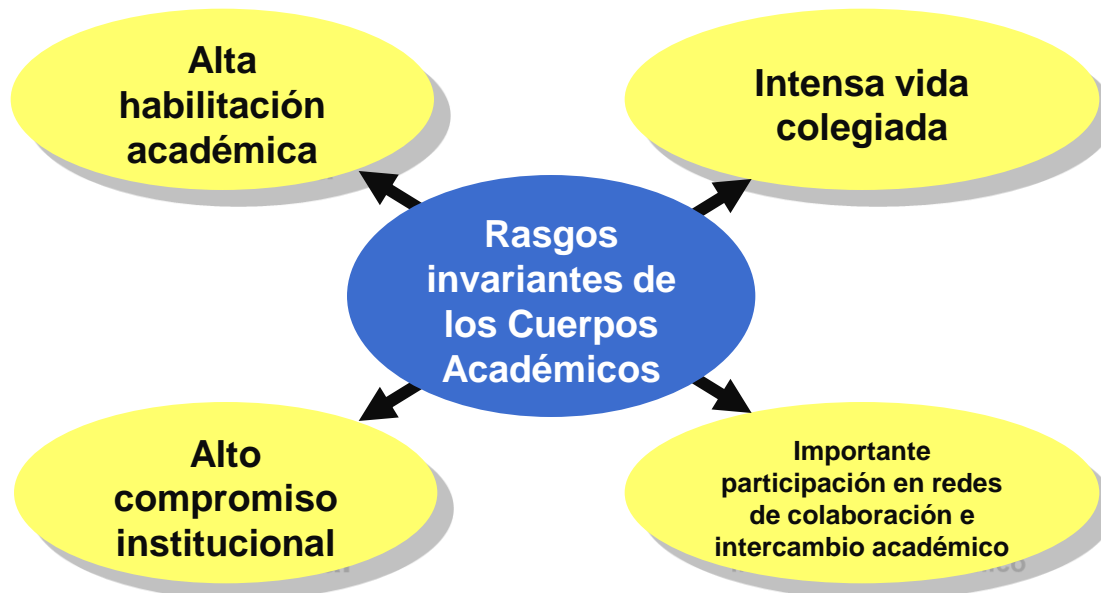 Alta
habilitación
académica
Intensa vida
colegiada
Rasgos
invariantes de
los Cuerpos
Académicos
Alto
compromiso
institucional
Importante
participación en redes
de colaboración e
intercambio académico